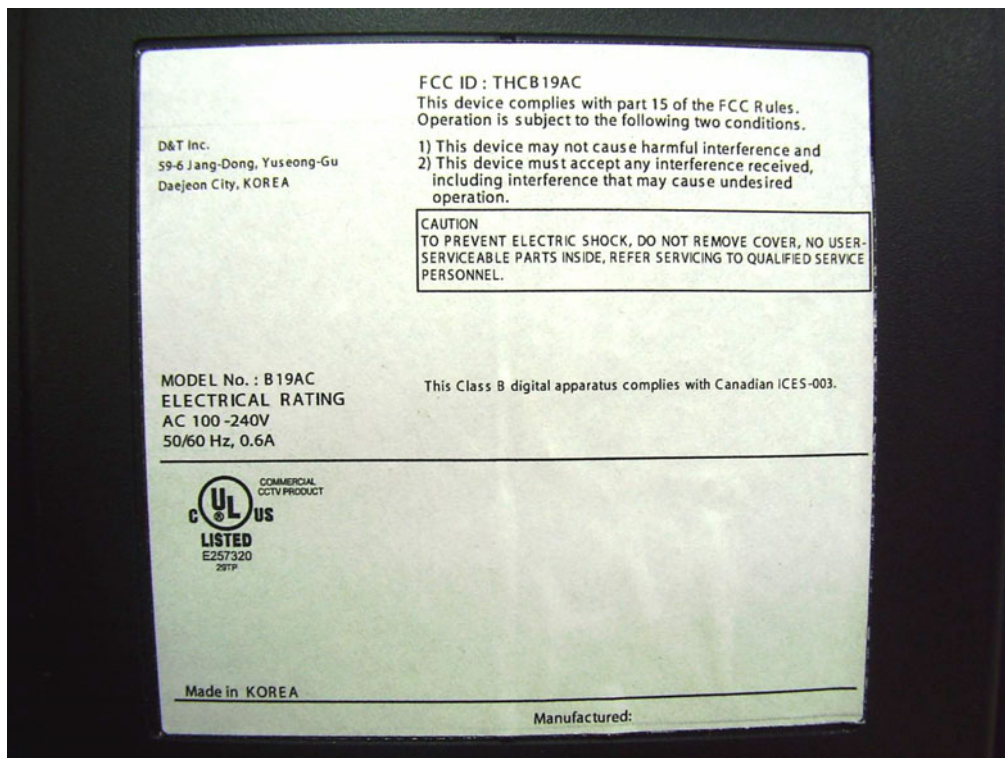 FCC ID : THCB19AC
This device complies with part 15 of the FCC Rules.
Operation is subject to the following two conditions.
1) This device may not cause harmful interference and
2) This device must accept any interference received,
including interference that may cause undesired
operation.
D&T Inc.
59-6 Jang-Dong, Yuseong-Gu
Daejeon City, KOREA
CAUTION
TO PREVENT ELECTRIC SHOCK, DO NOT REMOVE COVER, NO USER-
SERVICEABLE PARTS INSIDE, REFER SERVICING TO QUALIFIED SERVICE
PERSONNEL.
MODEL No. : B19AC
ELECTRICAL RATING
AC 100 -240V
50/60 Hz, 0.6A
This Class B digital apparatus complies with Canadian ICES-003.
COMMERCIAL
CCTV PRODUCT
C UL ® US
LISTED
E257320
29TP
Made in KOREA
Manufactured: